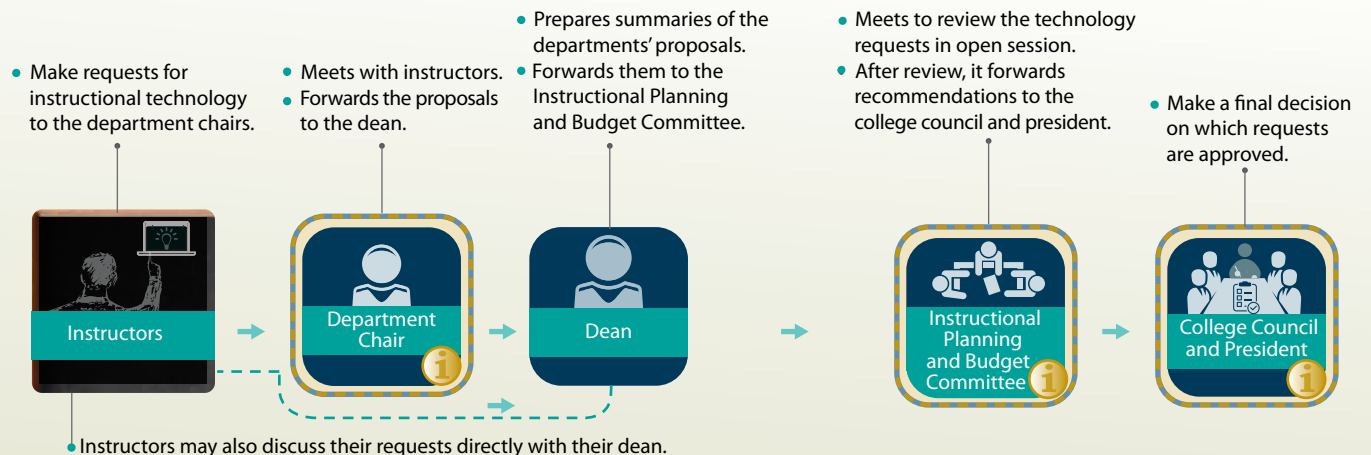 Make requests for
instructional technology
to the department chairs.
Meets with instructors.
Forwards the proposals
to the dean.
Prepares summaries of the
departments’ proposals.
Forwards them to the
Instructional Planning
and Budget Committee.
Meets to review the technology
requests in open session.
After review, it forwards
recommendations to the
college council and president.
Make a final decision
on which requests
are approved.
Instructors
Department
Chair
i
Dean
Instructional
Planning
and Budget
Committee
i
College Council
and President
i
Instructors may also discuss their requests directly with their dean.